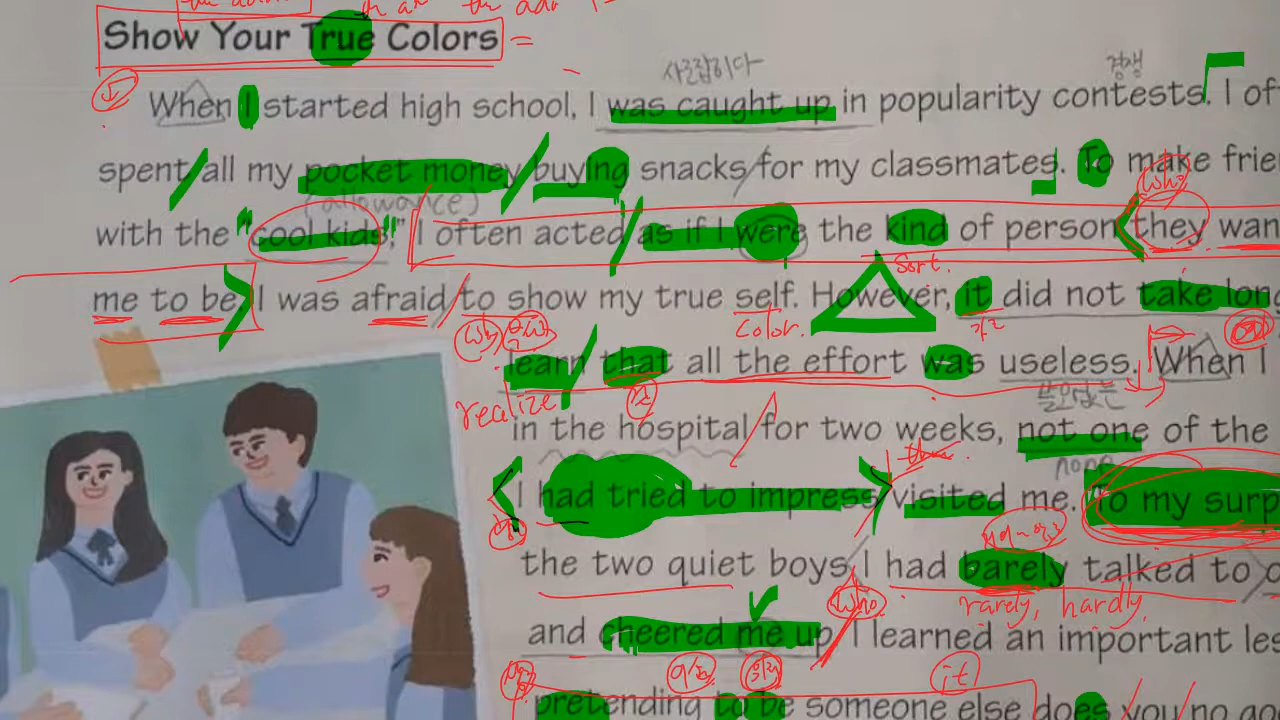 Show Your True Colors =
사로잡히다 경쟁
When I started high school, I was caught up in popularity contests. I of
spent all my pocket money buying snacks for my classmates. To make frie
(allowance) who
with the "cool kids!" I often acted as if I were the kind of person they wan
Sort.
me to be. I was afraid to show my true self. However, it did not take long
Color.
learn that all the effort was useless. When I
realize 쓸모없는
in the hospital for two weeks, not one of the
none
I had tried to impress visited me. To my surp
the two quiet boys I had barely talked to
who rarely, hardly,
and cheered me up. I learned an important les
it
pretending to be someone else does you no go